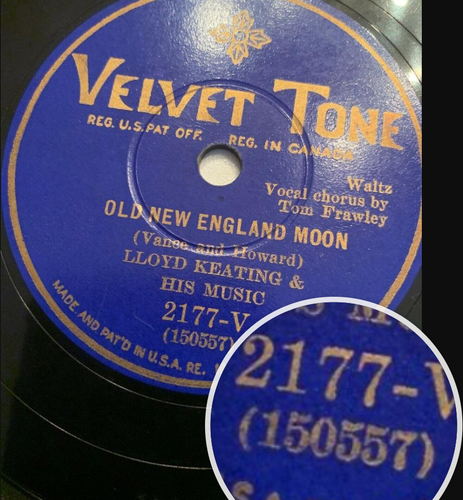 VELVET TONE
REG. U.S. PAT OFF. REG. IN CANADA
Waltz
Vocal chorus by
Tom Frawley
OLD NEW ENGLAND MOON
(Vance and Howard)
LLOYD KEATING &
HIS MUSIC
2177-V
(150557)
MADE AND PAT'D IN U.S.A. RE.
2177-V
(150557)